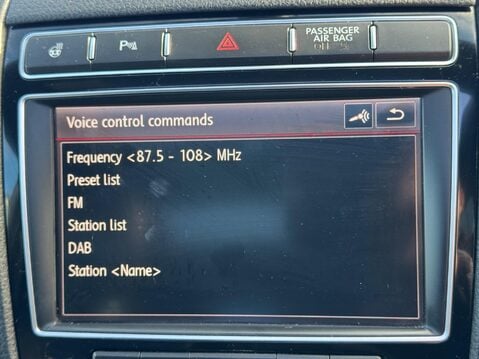 P
PASSENGER
AIR BAG
OFF
Voice control commands
Frequency <87.5 - 108> MHz
Preset list
FM
Station list
DAB
Station <Name>